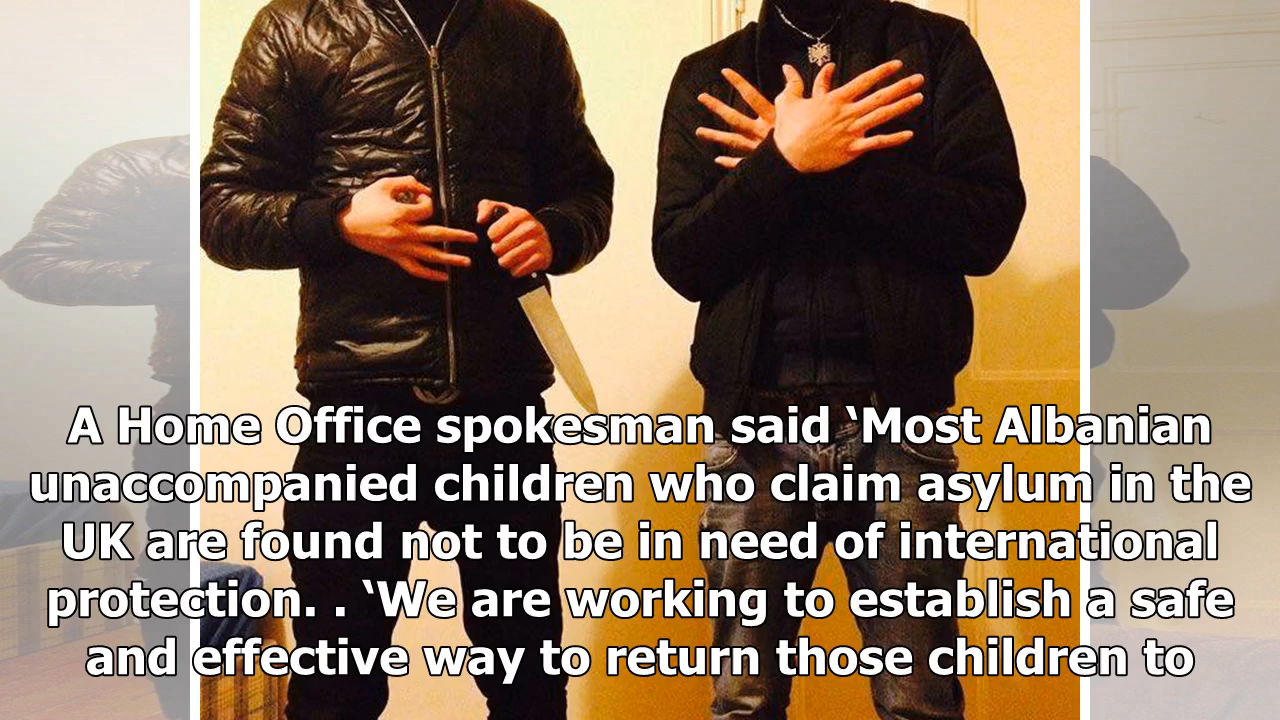 A Home Office spokesman said ‘Most Albanian
unaccompanied children who claim asylum in the
UK are found not to be in need of international
protection. . ‘We are working to establish a safe
and effective way to return those children to